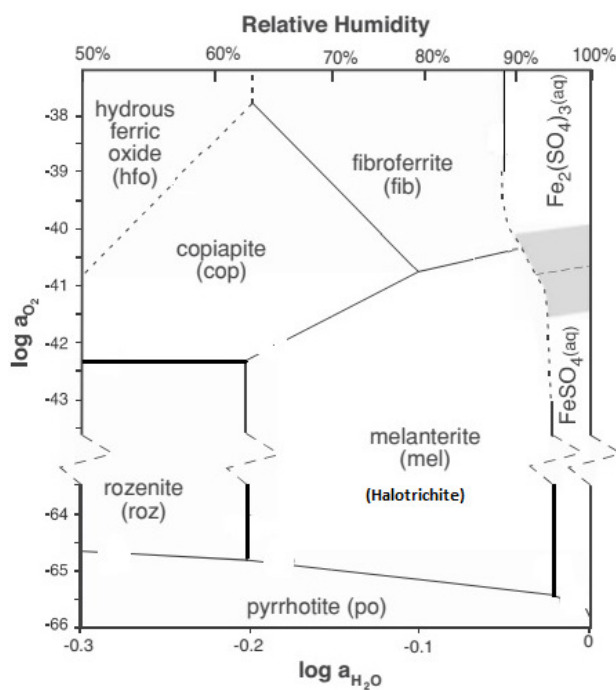 Relative Humidity
50% 60% 70% 80% 90% 100%
-38
-39
-40
-41
-42
-43
-64
-65
-66
log aO2
hydrous
ferric
oxide
(hfo)
fibroferrite
(fib)
Fe2(SO4)3(aq)
copiapite
(cop)
FeSO4(aq)
melanterite
(mel)
(Halotrichite)
rozenite
(roz)
pyrrhotite (po)
-0.3 -0.2 -0.1 0
log aH2O